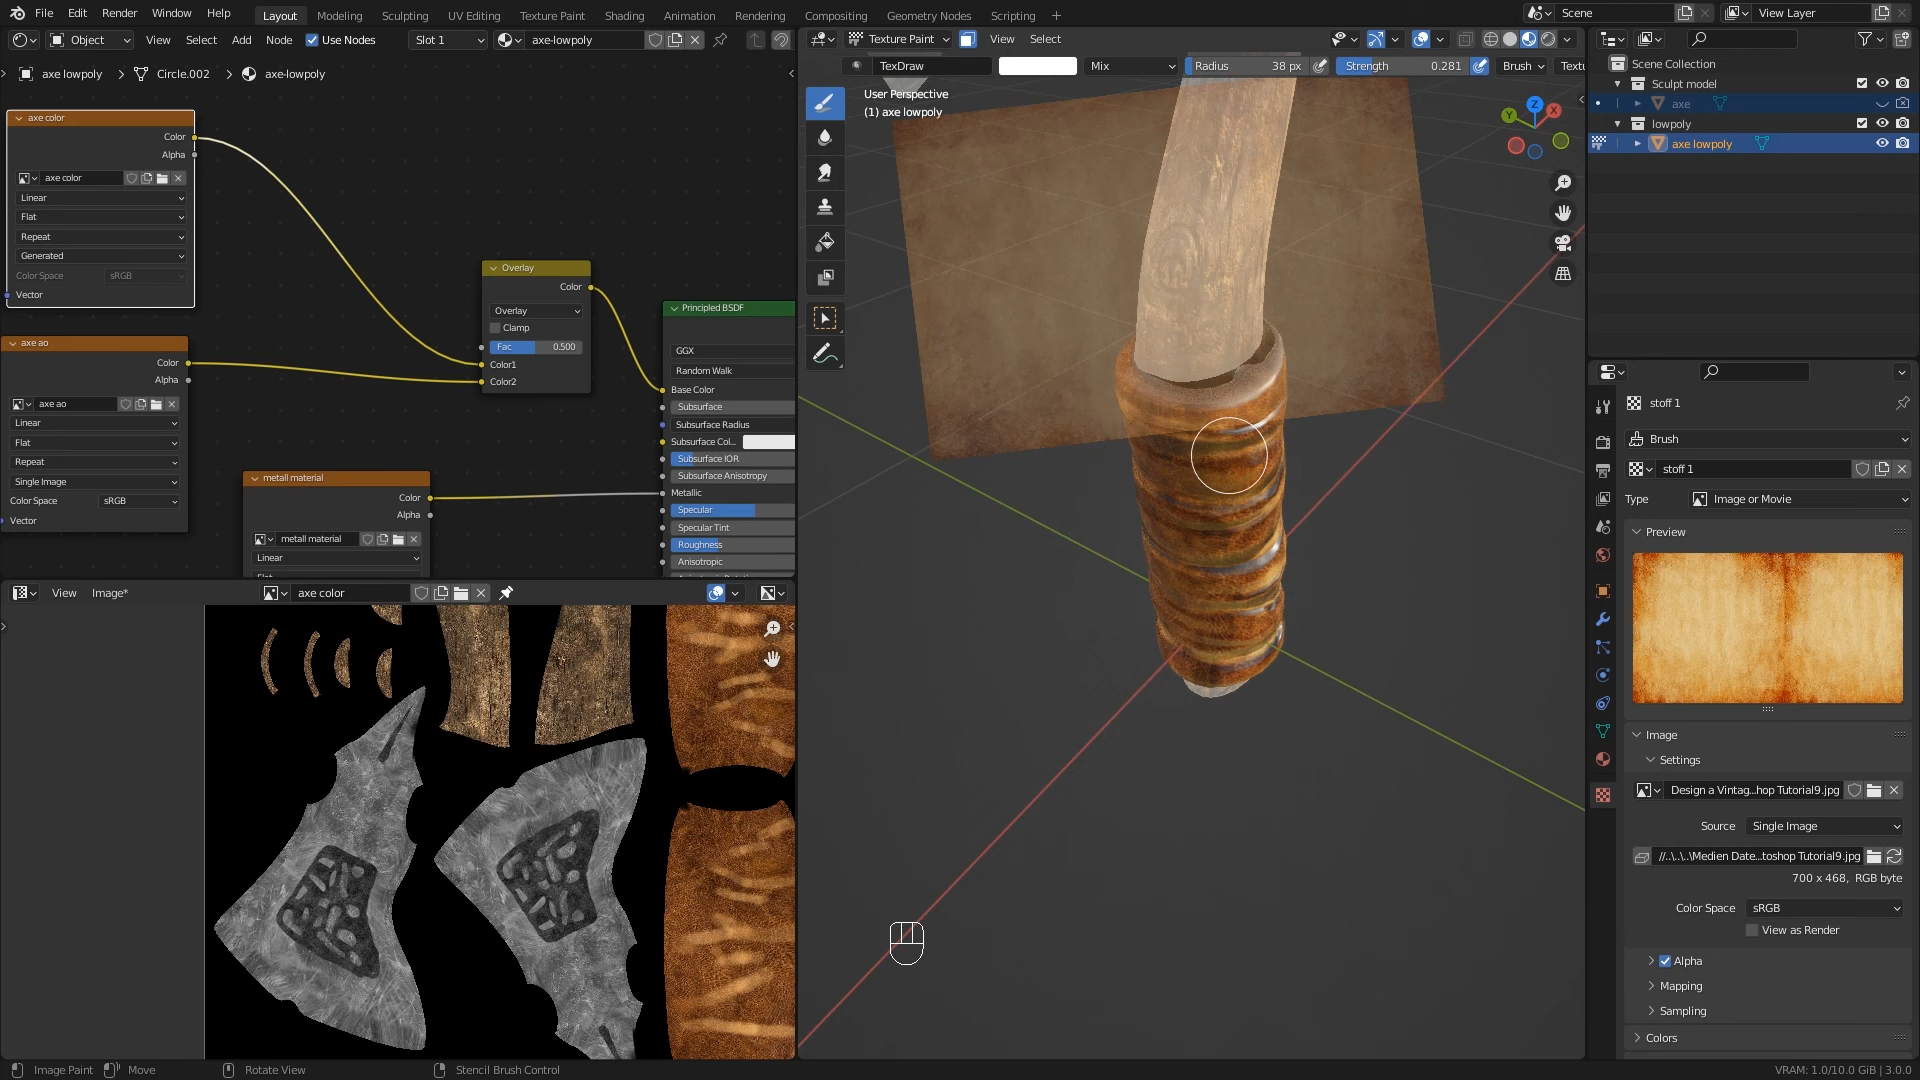 File Edit Render Window Help
Layout Modeling Sculpting UV Editing Texture Paint Shading Animation Rendering Compositing Geometry Nodes Scripting +
Scene
View Layer
Object View Select Add Node Use Nodes Slot 1 axe-lowpoly
Texture Paint View Select
axe lowpoly > Circle.002 > axe-lowpoly
TexDraw Mix Radius 38 px Strength 0.281 Brush Textu
User Perspective
(1) axe lowpoly
Z
X
Y
axe color
Color
Alpha
axe color
Linear
Flat
Repeat
Generated
Color Space sRGB
Vector
axe ao
Color
Alpha
axe ao
Linear
Flat
Repeat
Single Image
Color Space sRGB
Vector
Overlay
Color
Overlay
Clamp
Fac 0.500
Color1
Color2
metall material
Color
Alpha
metall material
Linear
Principled BSDF
GGX
Random Walk
Base Color
Subsurface
Subsurface Radius
Subsurface Col...
Subsurface IOR
Subsurface Anisotropy
Metallic
Specular
Specular Tint
Roughness
Anisotropic
View Image* axe color
Scene Collection
Sculpt model
axe
lowpoly
axe lowpoly
stoff 1
Brush
stoff 1
Type Image or Movie
Preview
Image
Settings
Design a Vintag...hop Tutorial9.jpg
Source Single Image
//..\..\..\Medien Date...toshop Tutorial9.jpg
700 x 468, RGB byte
Color Space sRGB
View as Render
Alpha
Mapping
Sampling
Colors
Image Paint Move Rotate View Stencil Brush Control
VRAM: 1.0/10.0 GiB | 3.0.0